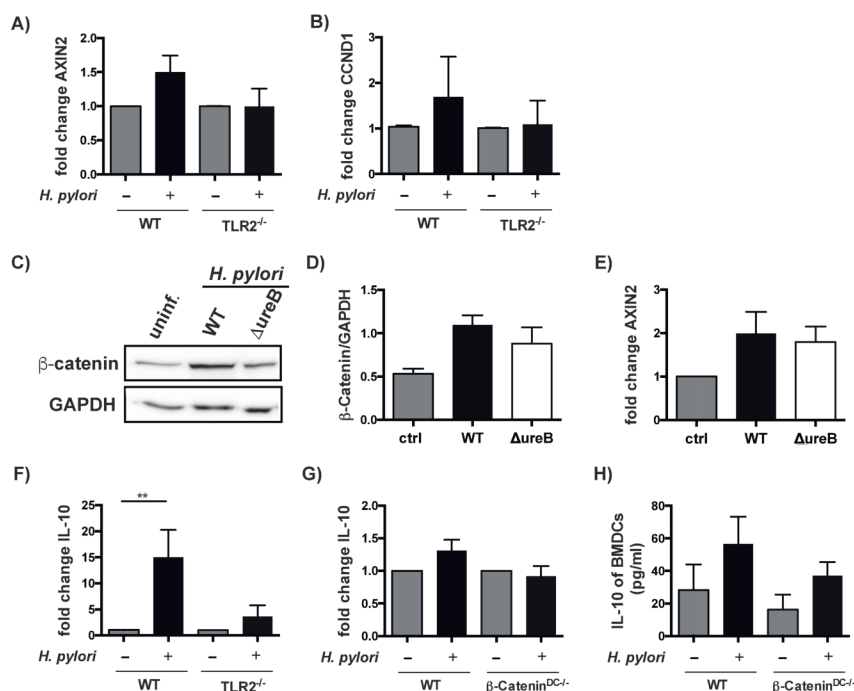 A)
fold change AXIN2
2.0
1.5
1.0
0.5
0.0
H. pylori – + – +
WT TLR2-/-
B)
fold change CCND1
3
2
1
0
H. pylori – + – +
WT TLR2-/-
C)
H. pylori
uninf. WT ΔureB
β-catenin
GAPDH
D)
β-Catenin/GAPDH
1.5
1.0
0.5
0.0
ctrl WT ΔureB
E)
fold change AXIN2
3
2
1
0
ctrl WT ΔureB
F)
fold change IL-10
25
20
15
10
5
0
**
H. pylori – + – +
WT TLR2-/-
G)
fold change IL-10
2.0
1.5
1.0
0.5
0.0
H. pylori – + – +
WT β-CateninDC-/-
H)
IL-10 of BMDCs
(pg/ml)
80
60
40
20
0
H. pylori – + – +
WT β-CateninDC-/-